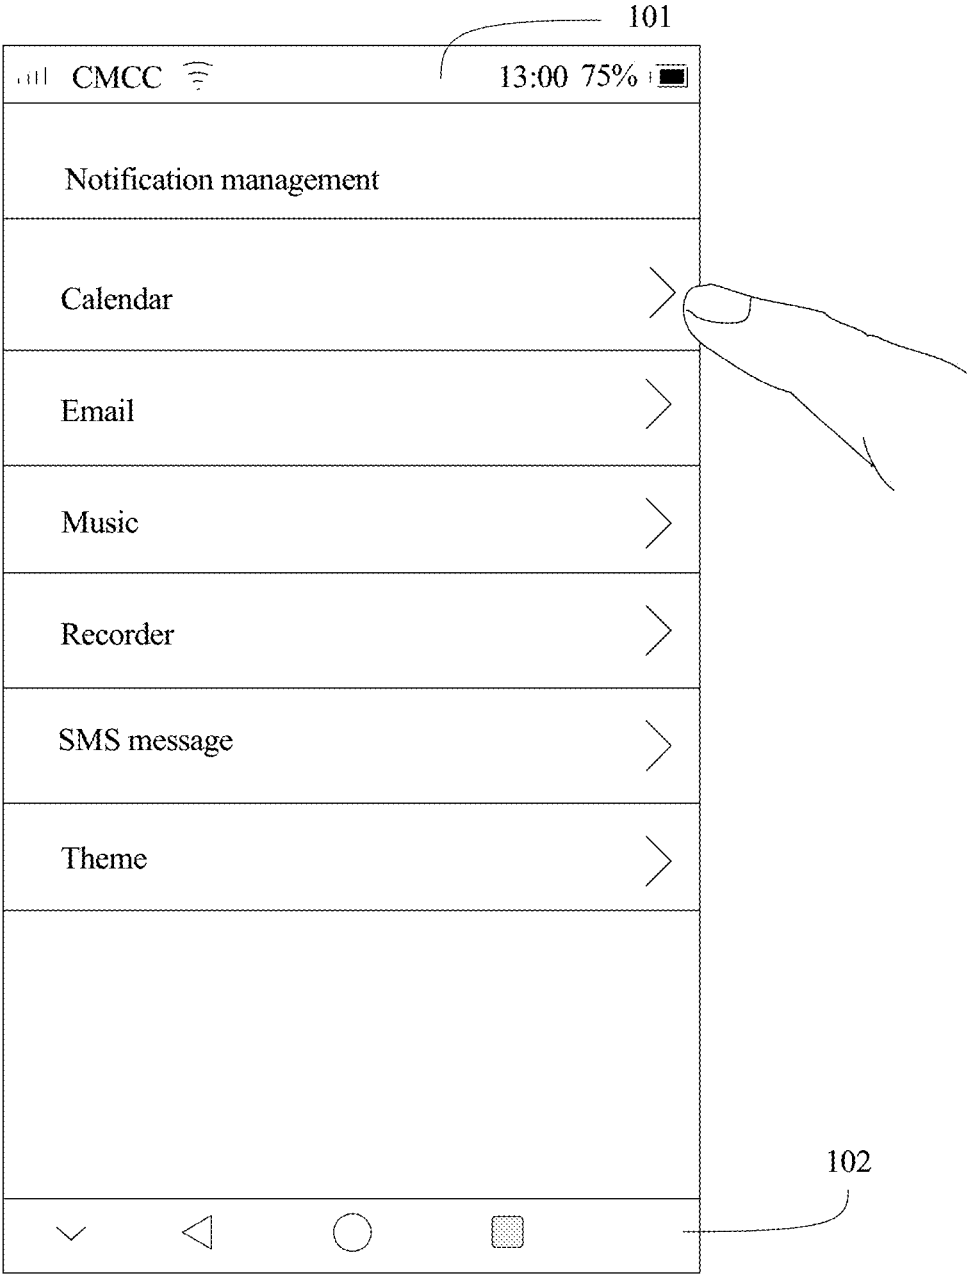 101
CMCC 13:00 75%
Notification management
Calendar
Email
Music
Recorder
SMS message
Theme
102